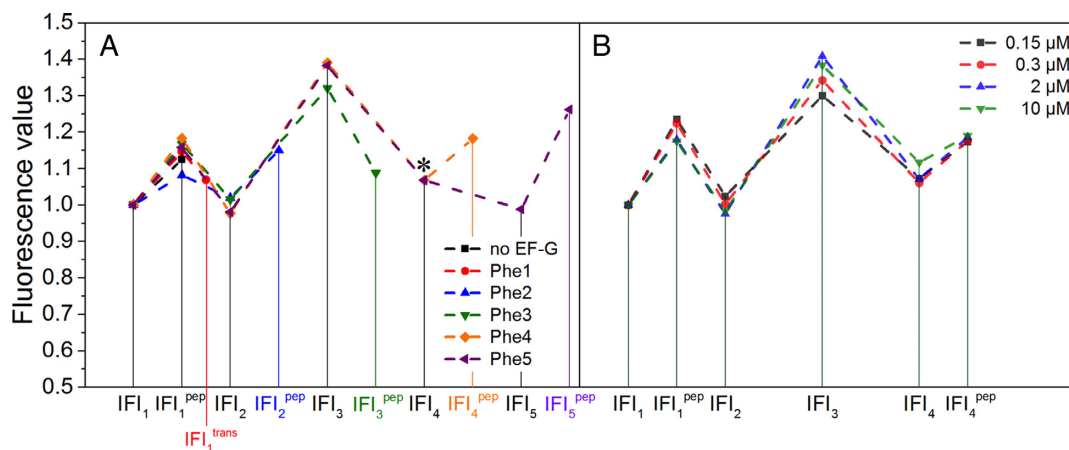 Fluorescence value
1.5
1.4
1.3
1.2
1.1
1.0
0.9
0.8
0.7
0.6
0.5
A
*
no EF-G
Phe1
Phe2
Phe3
Phe4
Phe5
IFI₁ IFI₁ᵖᵉᵖ IFI₂ IFI₂ᵖᵉᵖ IFI₃ IFI₃ᵖᵉᵖ IFI₄ IFI₄ᵖᵉᵖ IFI₅ IFI₅ᵖᵉᵖ
IFI₁ᵗʳᵃⁿˢ
B
0.15 µM
0.3 µM
2 µM
10 µM
IFI₁ IFI₁ᵖᵉᵖ IFI₂ IFI₃ IFI₄ IFI₄ᵖᵉᵖ